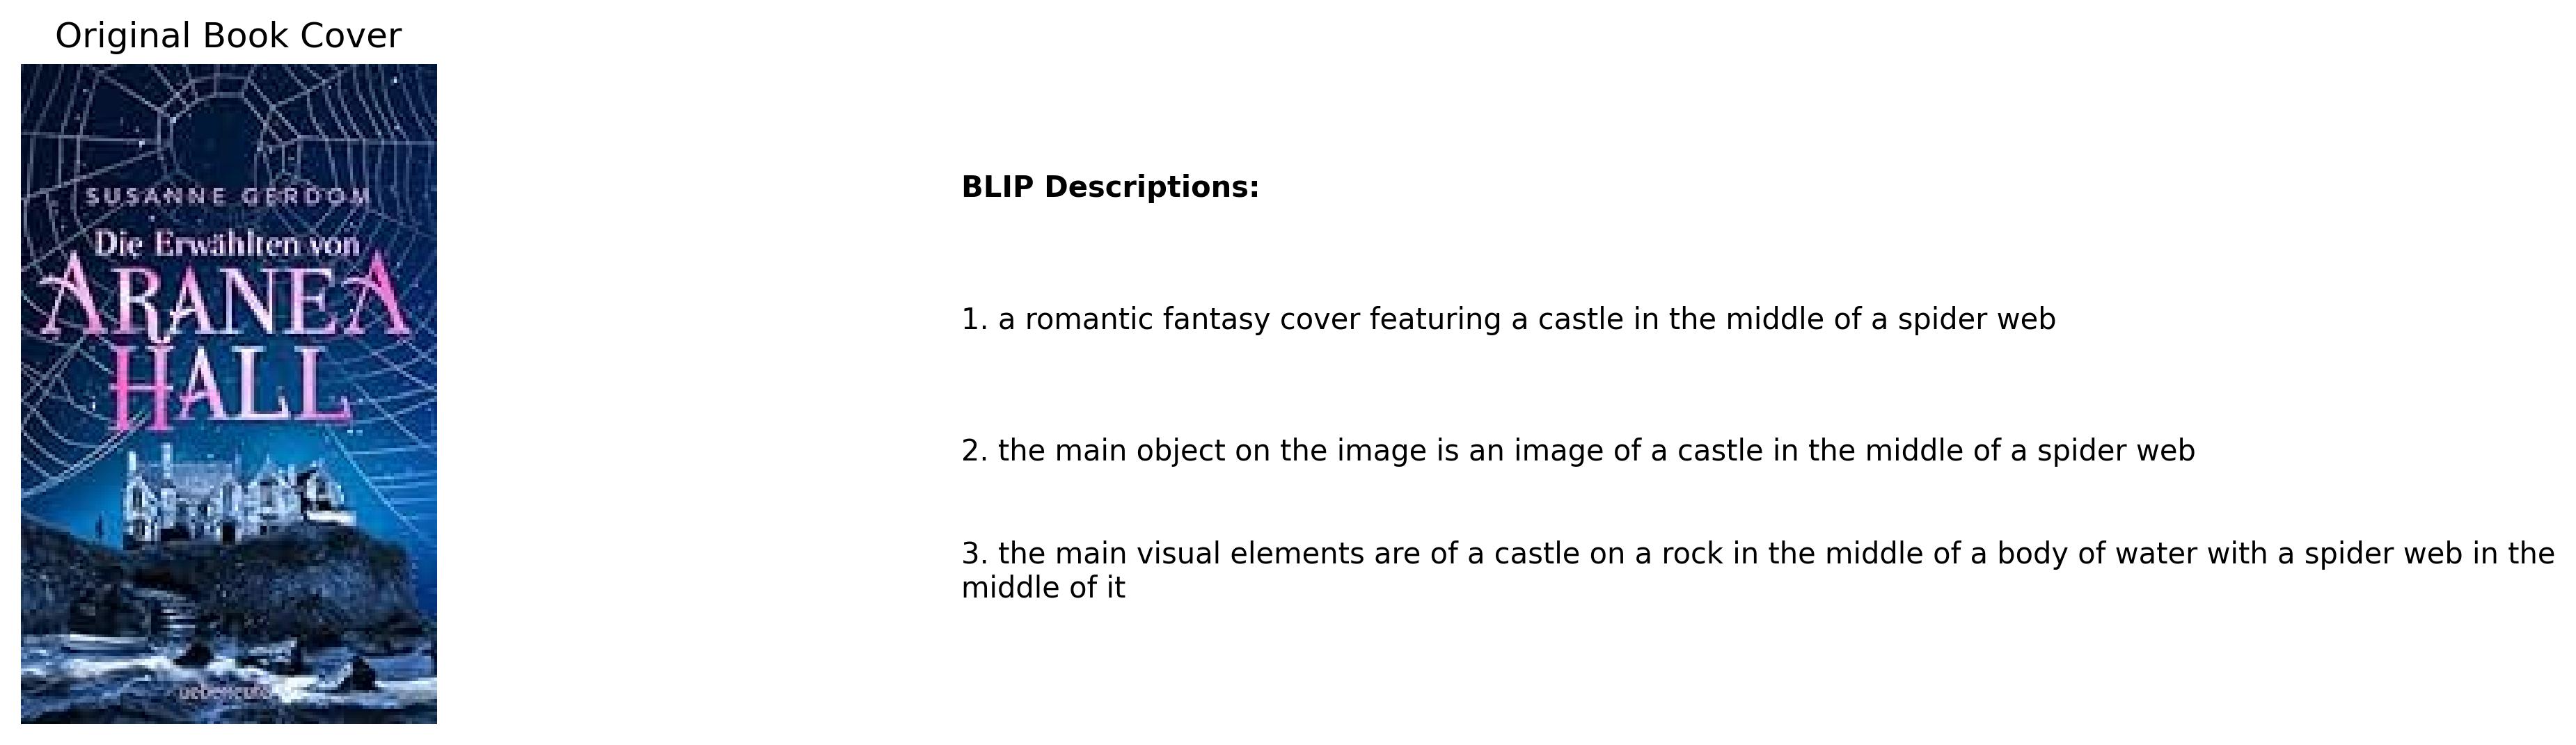 Original Book Cover
SUSANNE GERDOM
Die Erwählten von
ARANEA
HALL
ueberreuter
BLIP Descriptions:
1. a romantic fantasy cover featuring a castle in the middle of a spider web
2. the main object on the image is an image of a castle in the middle of a spider web
3. the main visual elements are of a castle on a rock in the middle of a body of water with a spider web in the
middle of it